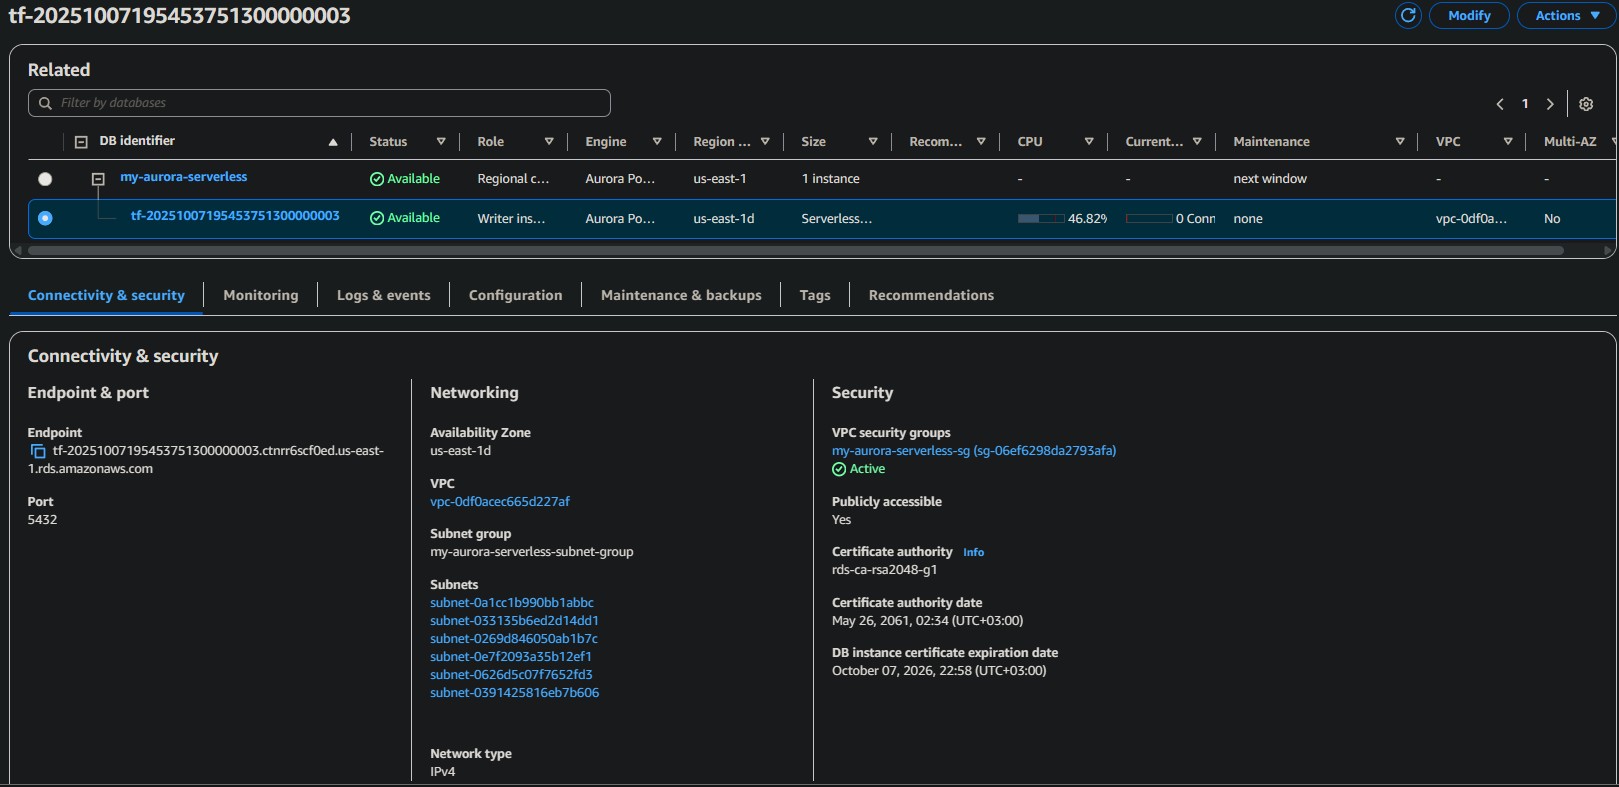 tf-20251007195453751300000003
Modify
Actions
Related
Filter by databases
1
DB identifier Status Role Engine Region ... Size Recom... CPU Current... Maintenance VPC Multi-AZ
my-aurora-serverless Available Regional c... Aurora Po... us-east-1 1 instance - - next window - -
tf-20251007195453751300000003 Available Writer ins... Aurora Po... us-east-1d Serverless... 46.82% 0 Conn none vpc-0df0a... No
Connectivity & security Monitoring Logs & events Configuration Maintenance & backups Tags Recommendations
Connectivity & security
Endpoint & port
Endpoint
tf-20251007195453751300000003.ctnrr6scf0ed.us-east-
1.rds.amazonaws.com
Port
5432
Networking
Availability Zone
us-east-1d
VPC
vpc-0df0acec665d227af
Subnet group
my-aurora-serverless-subnet-group
Subnets
subnet-0a1cc1b990bb1abbc
subnet-033135b6ed2d14dd1
subnet-0269d846050ab1b7c
subnet-0e7f2093a35b12ef1
subnet-0626d5c07f7652fd3
subnet-0391425816eb7b606
Network type
IPv4
Security
VPC security groups
my-aurora-serverless-sg (sg-06ef6298da2793afa)
Active
Publicly accessible
Yes
Certificate authority Info
rds-ca-rsa2048-g1
Certificate authority date
May 26, 2061, 02:34 (UTC+03:00)
DB instance certificate expiration date
October 07, 2026, 22:58 (UTC+03:00)